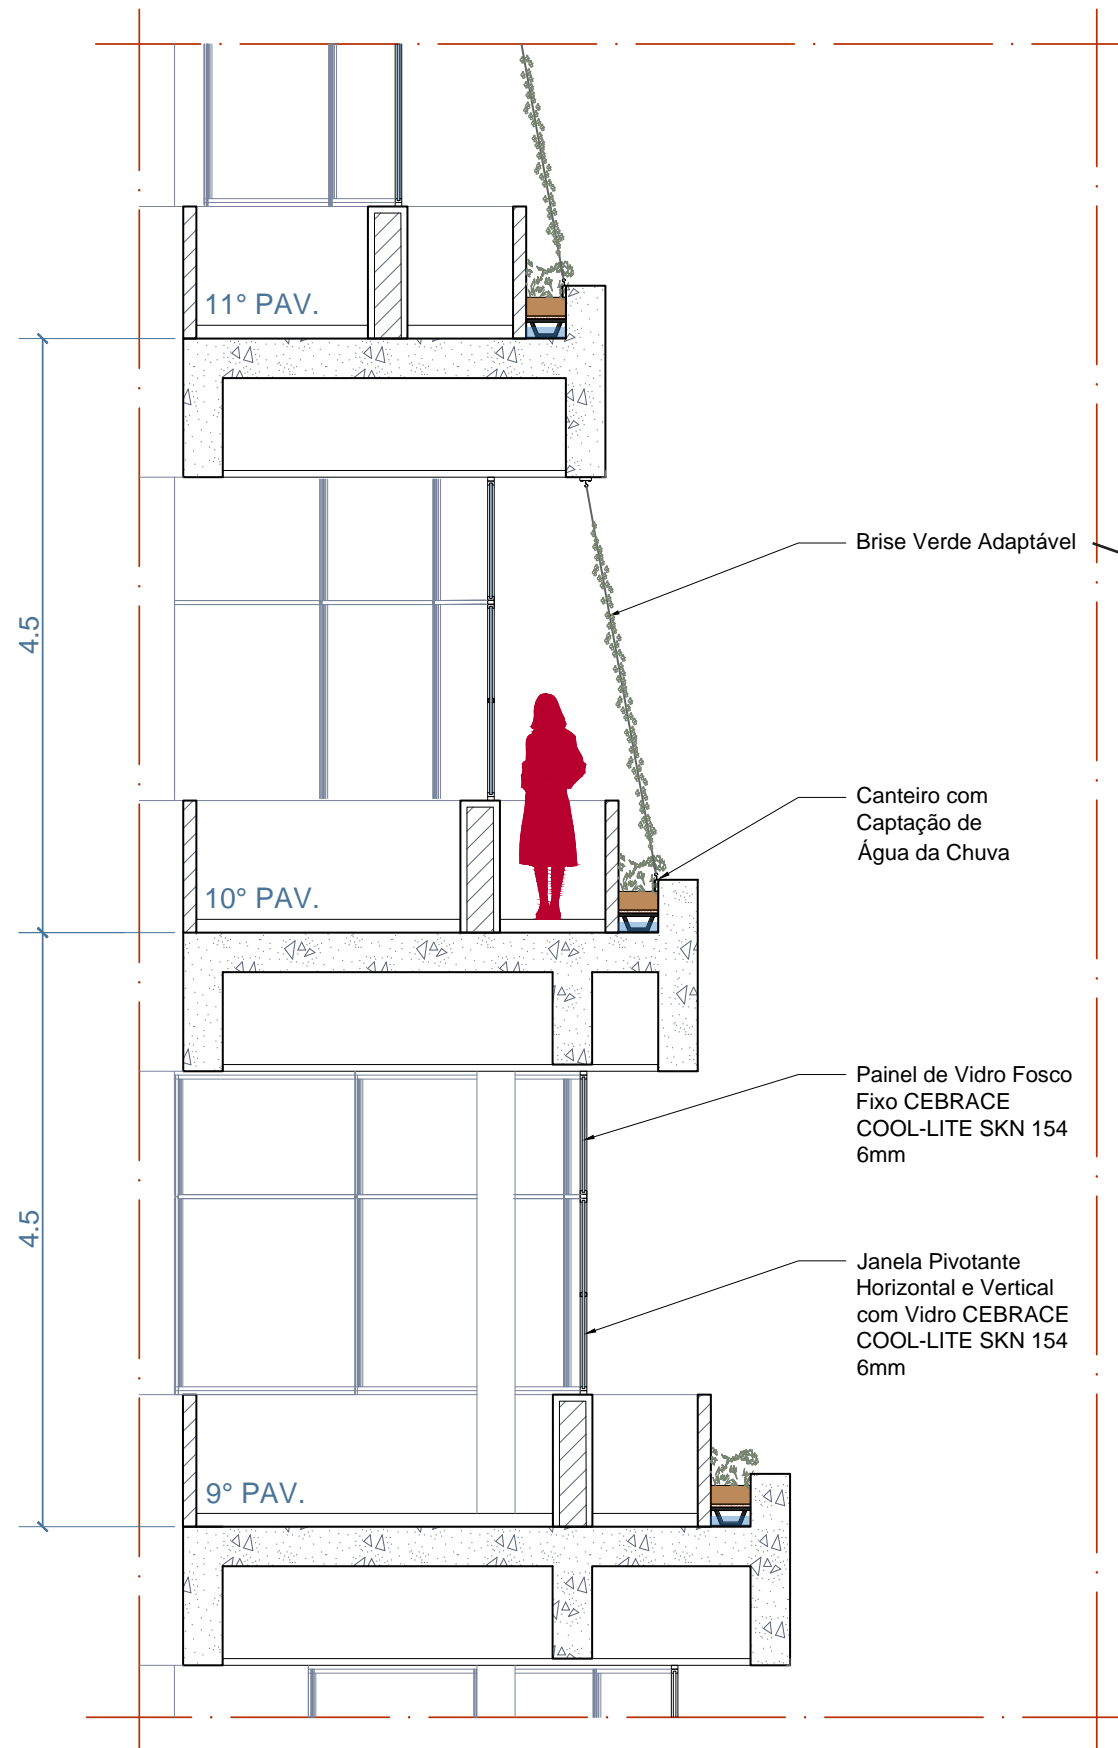 11° PAV.
4.5
Brise Verde Adaptável
Canteiro com
Captação de
Água da Chuva
10° PAV.
Painel de Vidro Fosco
Fixo CEBRACE
COOL-LITE SKN 154
6mm
4.5
Janela Pivotante
Horizontal e Vertical
com Vidro CEBRACE
COOL-LITE SKN 154
6mm
9° PAV.